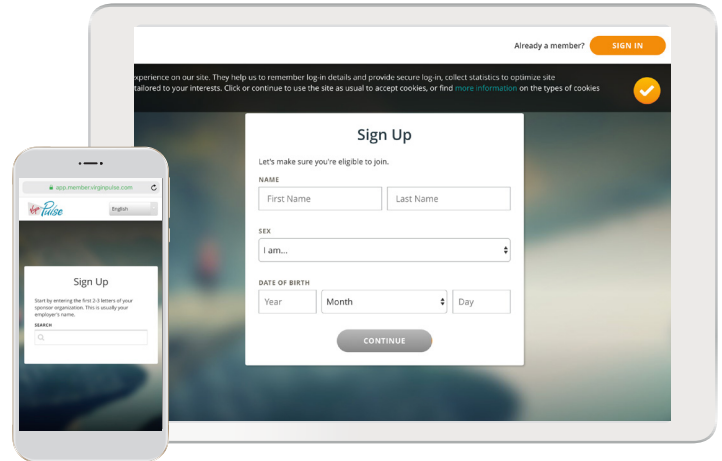 Already a member? SIGN IN
xperience on our site. They help us to remember log-in details and provide secure log-in, collect statistics to optimize site
tailored to your interests. Click or continue to use the site as usual to accept cookies, or find more information on the types of cookies
Sign Up
Let's make sure you're eligible to join.
NAME
First Name Last Name
SEX
I am...
DATE OF BIRTH
Year Month Day
CONTINUE
app.member.virginpulse.com
Virgin Pulse English
Sign Up
Start by entering the first 2-3 letters of your
sponsor organization. This is usually your
employer's name.
SEARCH